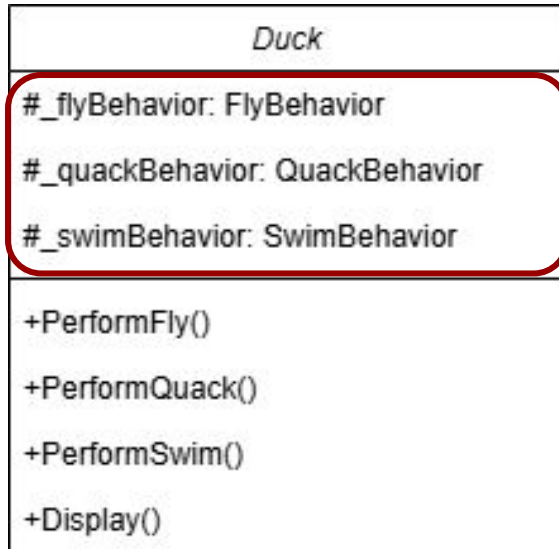 Duck
#_flyBehavior: FlyBehavior
#_quackBehavior: QuackBehavior
#_swimBehavior: SwimBehavior
+PerformFly()
+PerformQuack()
+PerformSwim()
+Display()